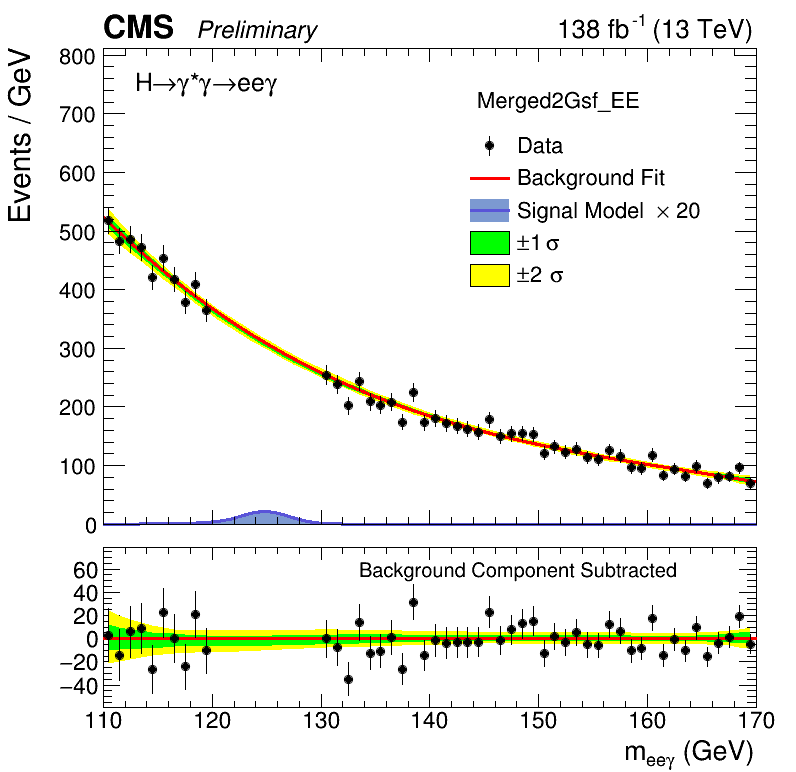 CMS Preliminary 138 fb⁻¹ (13 TeV)
H→γ*γ→eeγ
Merged2Gsf_EE
Data
Background Fit
Signal Model × 20
±1 σ
±2 σ
Events / GeV
800
700
600
500
400
300
200
100
0
Background Component Subtracted
60
40
20
0
−20
−40
110 120 130 140 150 160 170
m_eeγ (GeV)